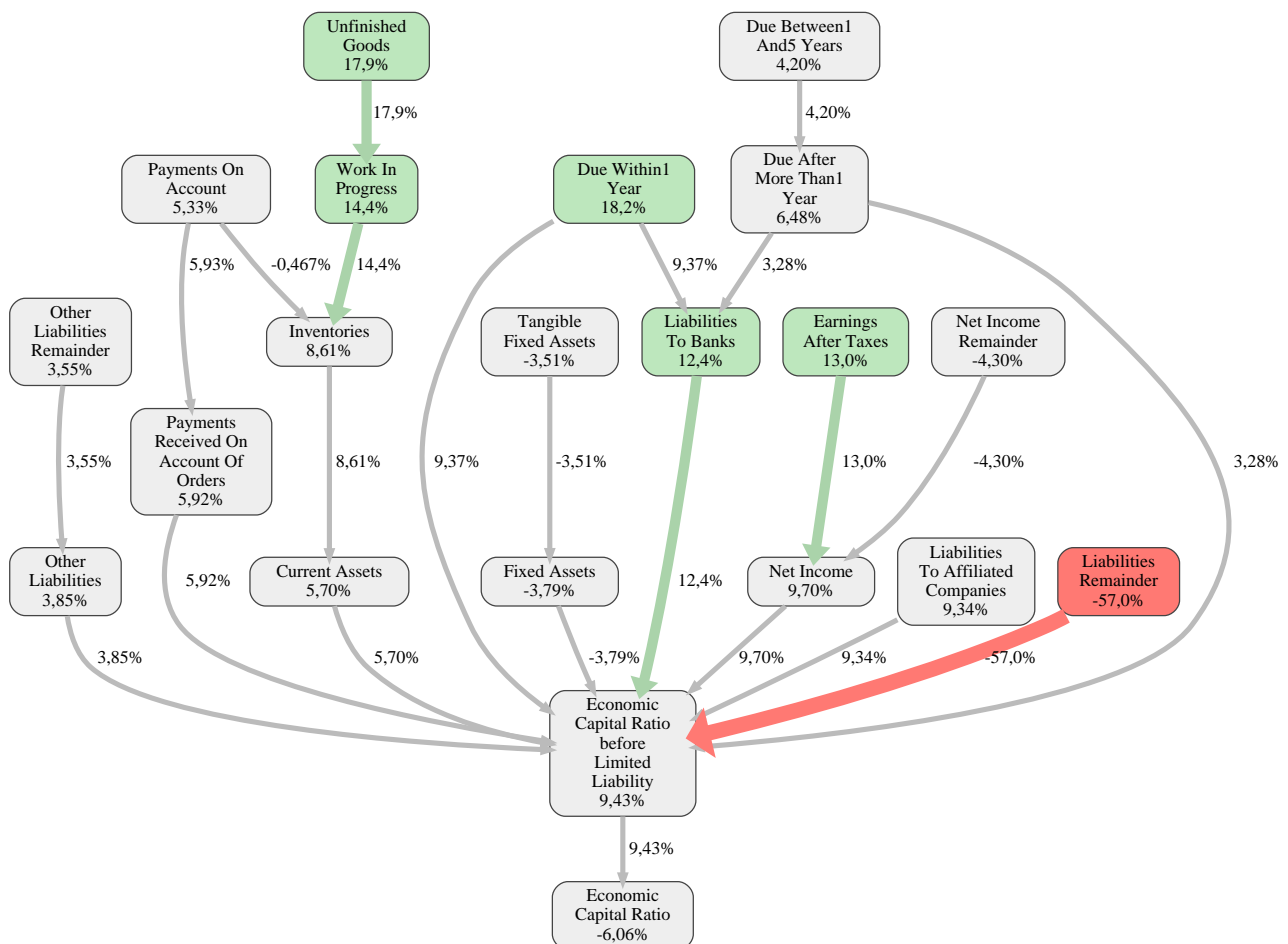 Unfinished
Goods
17,9%
Due Between1
And5 Years
4,20%
17,9%
4,20%
Payments On
Account
5,33%
Work In
Progress
14,4%
Due Within1
Year
18,2%
Due After
More Than1
Year
6,48%
5,93%
-0,467%
14,4%
9,37%
3,28%
Other
Liabilities
Remainder
3,55%
Inventories
8,61%
Tangible
Fixed Assets
-3,51%
Liabilities
To Banks
12,4%
Earnings
After Taxes
13,0%
Net Income
Remainder
-4,30%
Payments
Received On
Account Of
Orders
5,92%
3,55%
8,61%
9,37%
-3,51%
13,0%
-4,30%
3,28%
Other
Liabilities
3,85%
5,92%
Current Assets
5,70%
Fixed Assets
-3,79%
12,4%
Net Income
9,70%
Liabilities
To Affiliated
Companies
9,34%
Liabilities
Remainder
-57,0%
3,85%
5,70%
-3,79%
9,70%
9,34%
-57,0%
Economic
Capital Ratio
before
Limited
Liability
9,43%
9,43%
Economic
Capital Ratio
-6,06%